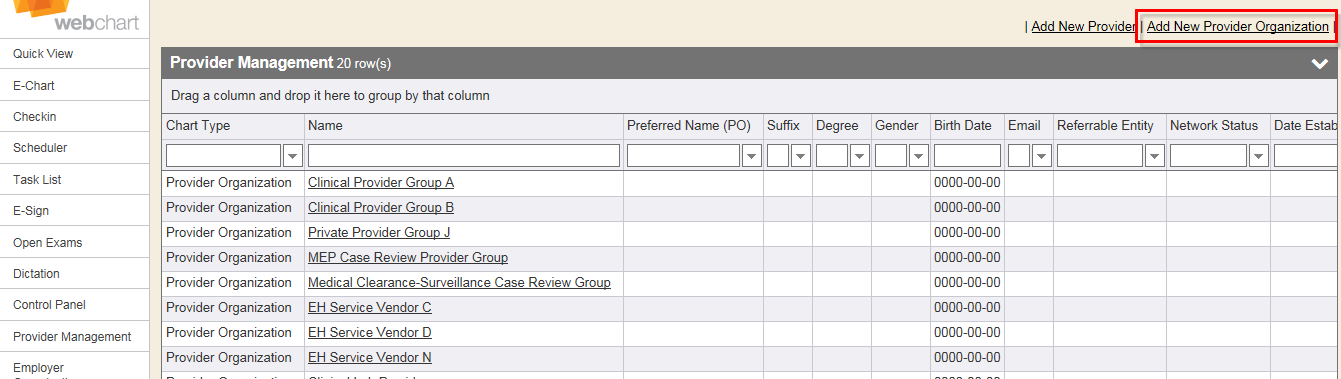 webchart
Quick View
E-Chart
Checkin
Scheduler
Task List
E-Sign
Open Exams
Dictation
Control Panel
Provider Management
Employer
| Add New Provider | Add New Provider Organization |
Provider Management 20 row(s)
Drag a column and drop it here to group by that column
Chart Type Name Preferred Name (PO) Suffix Degree Gender Birth Date Email Referrable Entity Network Status Date Estab
Provider Organization Clinical Provider Group A 0000-00-00
Provider Organization Clinical Provider Group B 0000-00-00
Provider Organization Private Provider Group J 0000-00-00
Provider Organization MEP Case Review Provider Group 0000-00-00
Provider Organization Medical Clearance-Surveillance Case Review Group 0000-00-00
Provider Organization EH Service Vendor C 0000-00-00
Provider Organization EH Service Vendor D 0000-00-00
Provider Organization EH Service Vendor N 0000-00-00